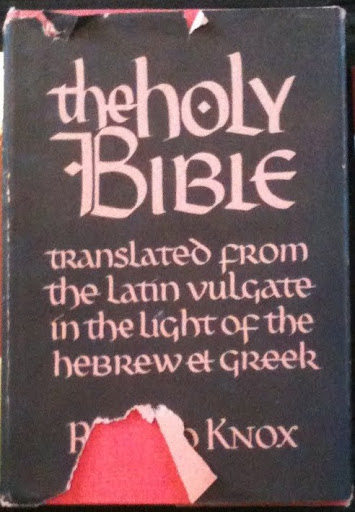 the holy
Bible
translated from
the latin vulgate
in the light of the
hebrew et Greek
Knox